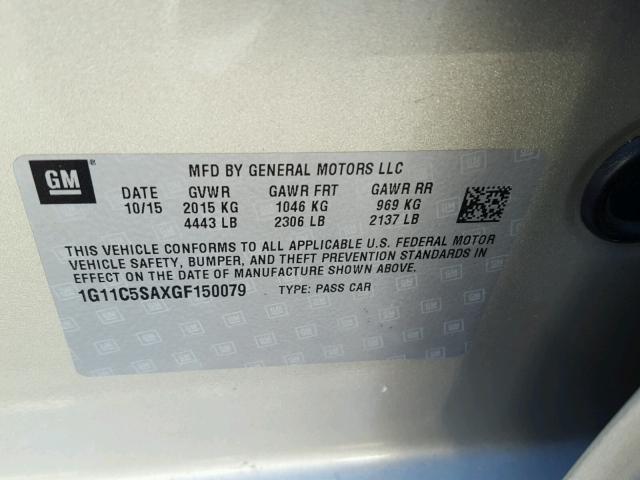 GM
®
MFD BY GENERAL MOTORS LLC
DATE GVWR GAWR FRT GAWR RR
10/15 2015 KG 1046 KG 969 KG
4443 LB 2306 LB 2137 LB
THIS VEHICLE CONFORMS TO ALL APPLICABLE U.S. FEDERAL MOTOR
VEHICLE SAFETY, BUMPER, AND THEFT PREVENTION STANDARDS IN
EFFECT ON THE DATE OF MANUFACTURE SHOWN ABOVE.
1G11C5SAXGF150079 TYPE: PASS CAR